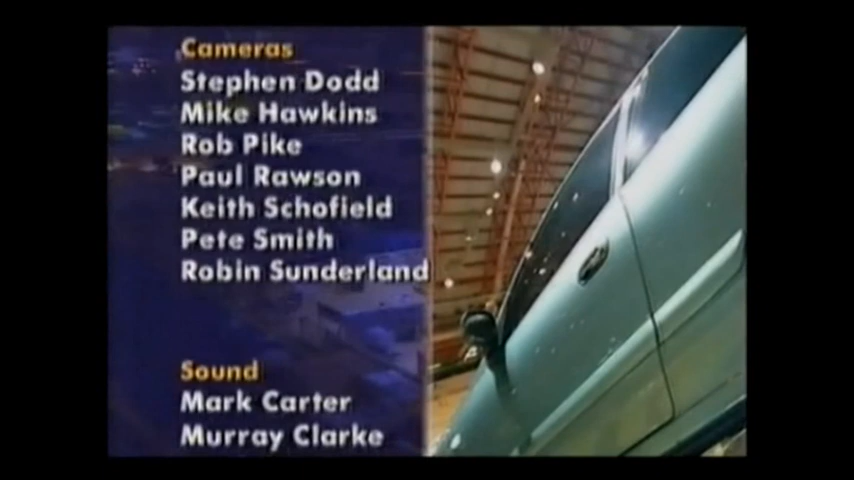 Cameras
Stephen Dodd
Mike Hawkins
Rob Pike
Paul Rawson
Keith Schofield
Pete Smith
Robin Sunderland
Sound
Mark Carter
Murray Clarke